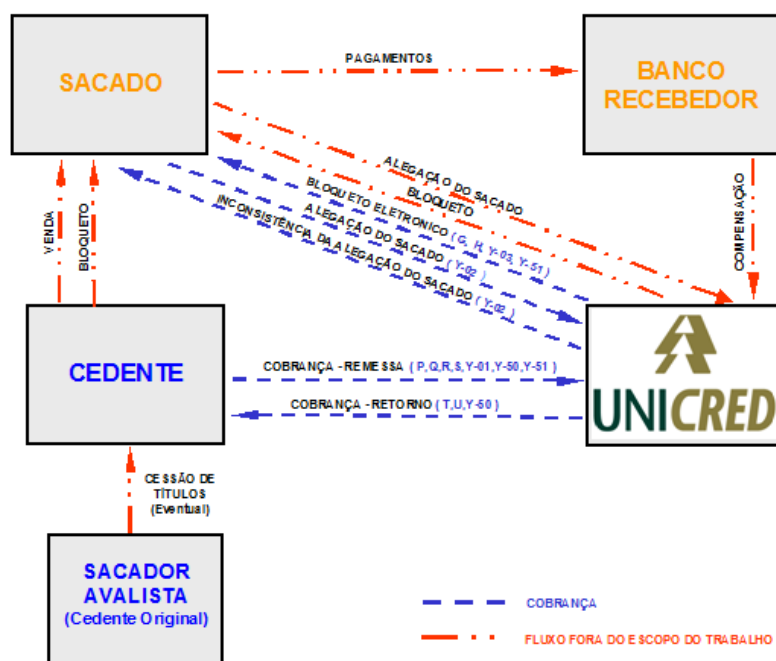 SACADO
PAGAMENTOS
BANCO
RECEBEDOR
ALEGAÇÃO DO SACADO
BLOQUETO
BLOQUETO ELETRONICO ( G, H, Y-03, Y-51)
ALEGAÇÃO DO SACADO ( Y-02 )
INCONSISTÊNCIA DA ALEGAÇÃO DO SACADO ( Y-02 )
VENDA
BLOQUETO
COMPENSAÇÃO
CEDENTE
COBRANÇA - REMESSA ( P,Q,R,S,Y-01,Y-50,Y-51 )
COBRANÇA - RETORNO ( T,U,Y-50 )
UNICRED
CESSÃO DE
TÍTULOS
(Eventual)
SACADOR
AVALISTA
(Cedente Original)
COBRANÇA
FLUXO FORA DO ESCOPO DO TRABALHO